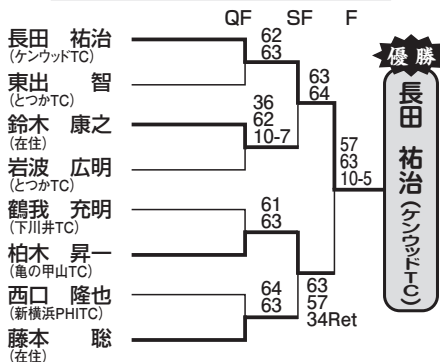 QF SF F
長田 祐治
(ケンウッドTC)
東出 智
(とつかTC)
鈴木 康之
(在住)
岩波 広明
(とつかTC)
鶴我 充明
(下川井TC)
柏木 昇一
(亀の甲山TC)
西口 隆也
(新横浜PHITC)
藤本 聡
(在住)
62
63
36
62
10-7
61
63
64
63
63
64
63
57
34Ret
57
63
10-5
優勝
長田 祐治(ケンウッドTC)